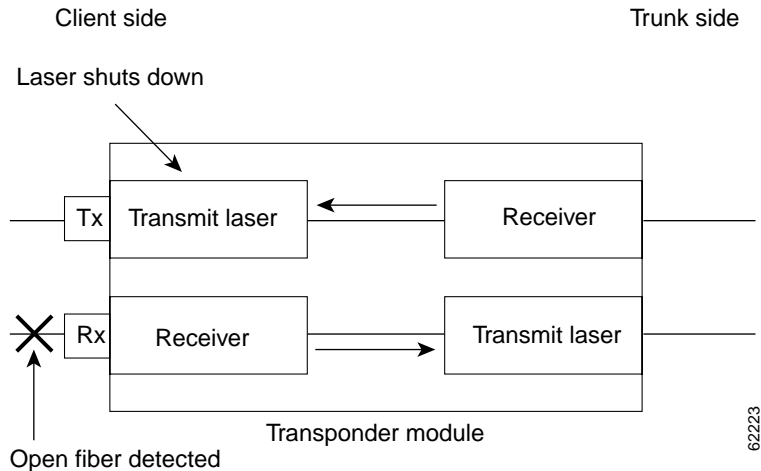 Client side
Trunk side
Laser shuts down
Tx
Transmit laser
Receiver
Rx
Receiver
Transmit laser
Transponder module
Open fiber detected
62223